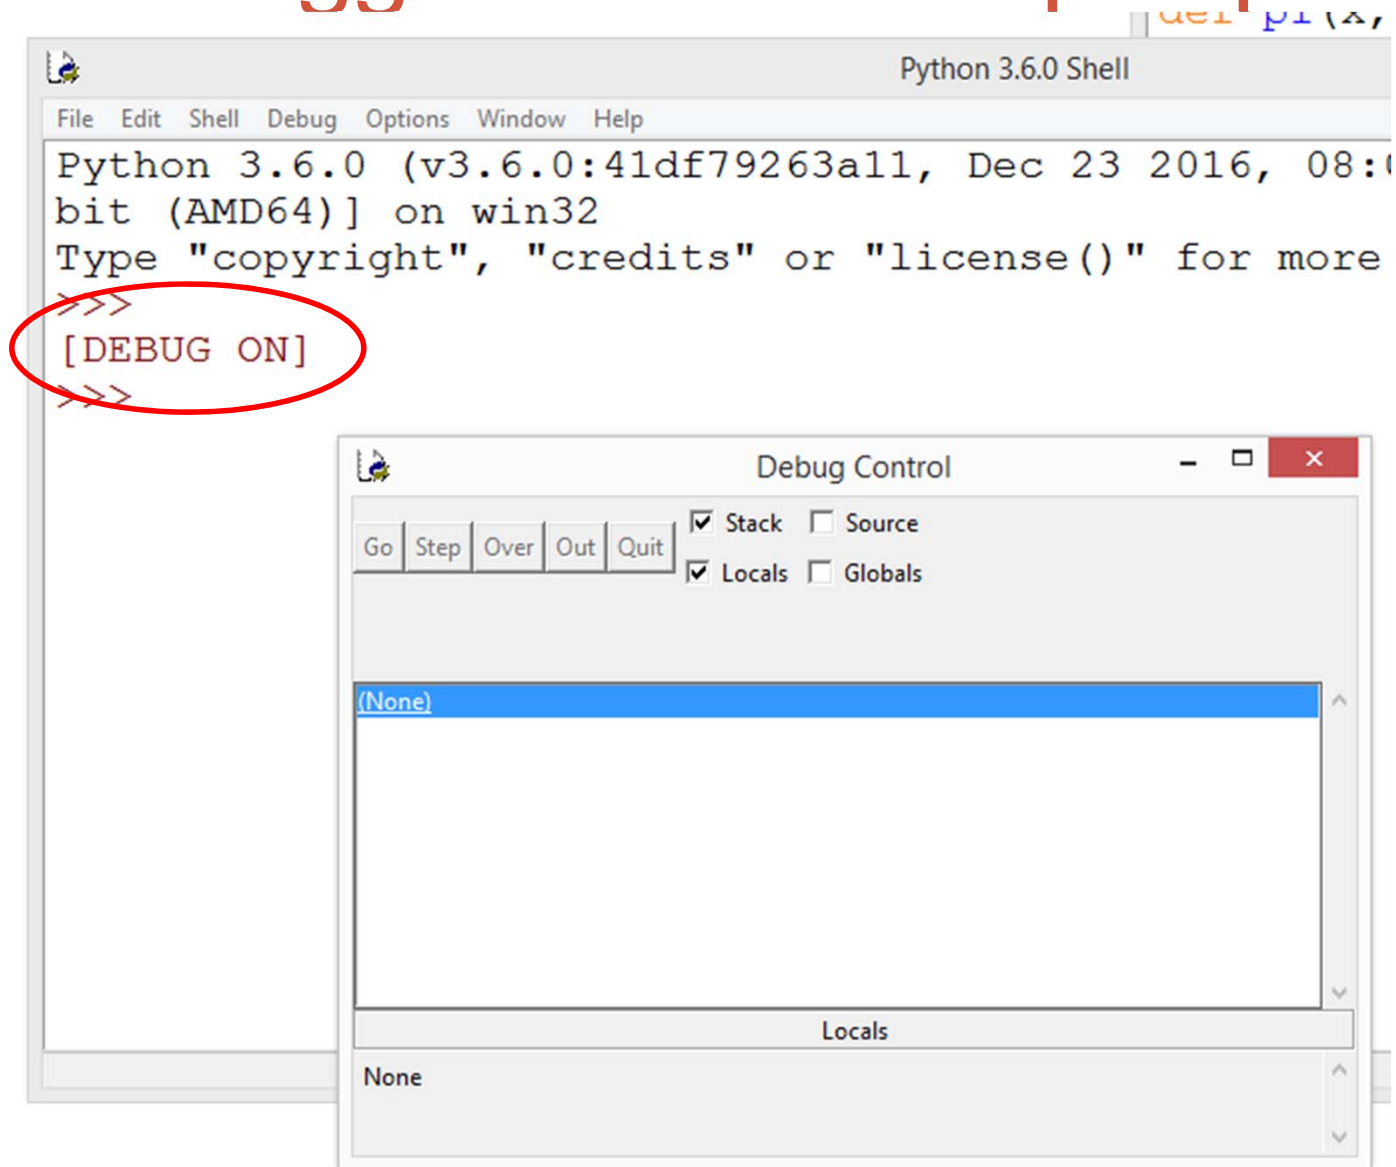 Python 3.6.0 Shell
File Edit Shell Debug Options Window Help
Python 3.6.0 (v3.6.0:41df79263a11, Dec 23 2016,
bit (AMD64)] on win32
Type "copyright", "credits" or "license()" for more
>>>
[DEBUG ON]
>>>
Debug Control
Go Step Over Out Quit
Stack Source
Locals Globals
(None)
Locals
None